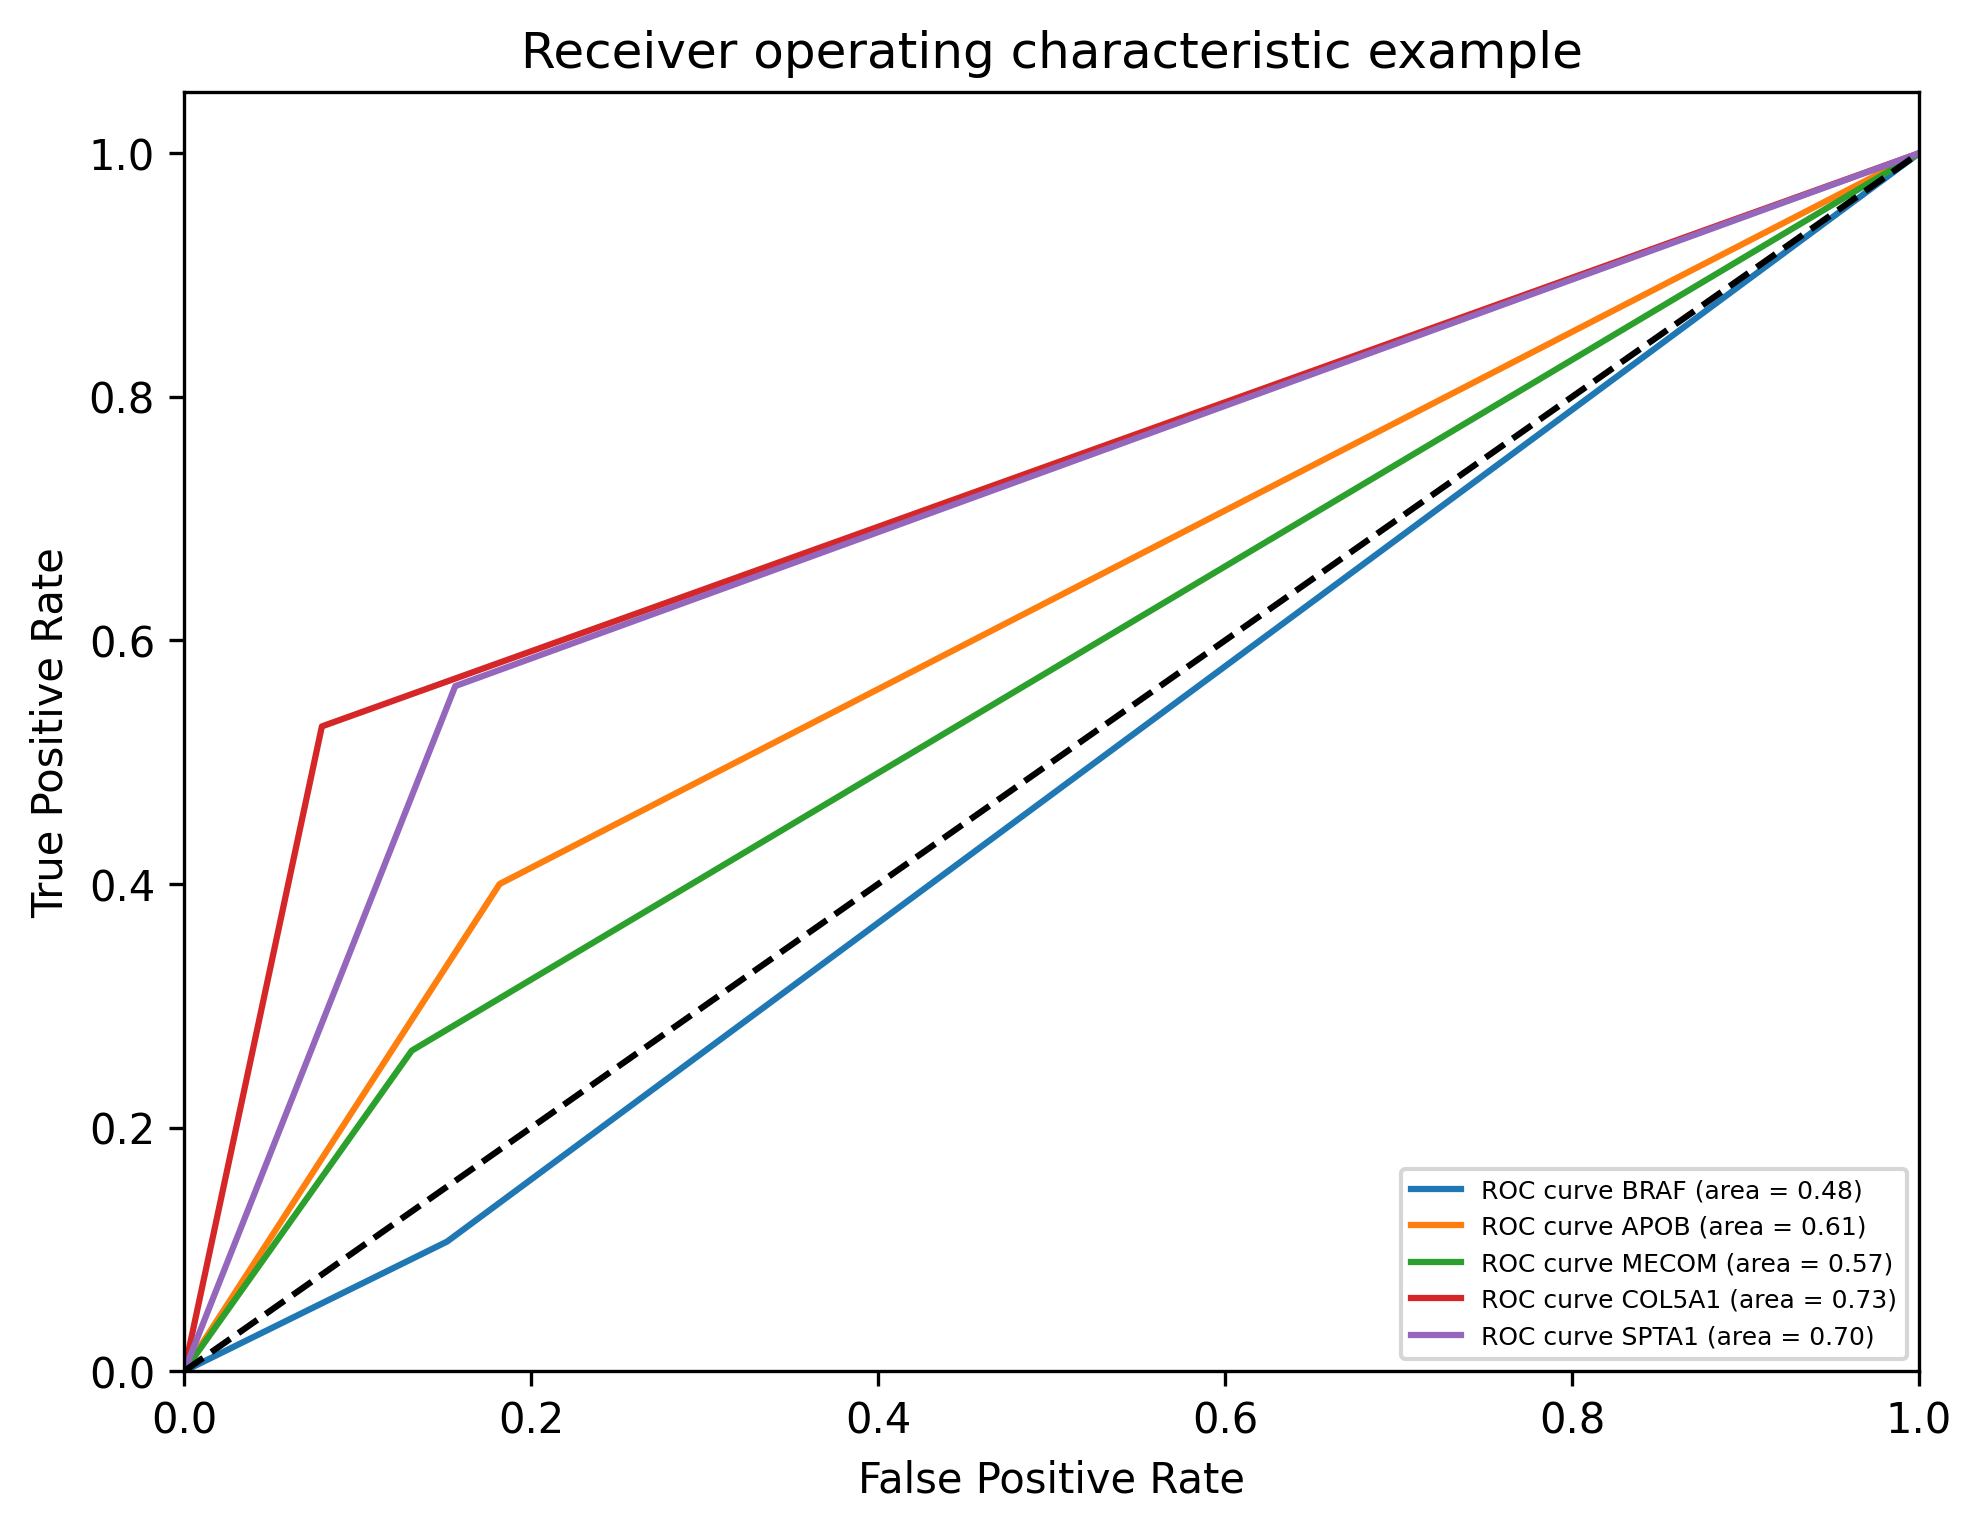 Receiver operating characteristic example
True Positive Rate
1.0
0.8
0.6
0.4
0.2
0.0
0.0 0.2 0.4 0.6 0.8 1.0
False Positive Rate
ROC curve BRAF (area = 0.48)
ROC curve APOB (area = 0.61)
ROC curve MECOM (area = 0.57)
ROC curve COL5A1 (area = 0.73)
ROC curve SPTA1 (area = 0.70)